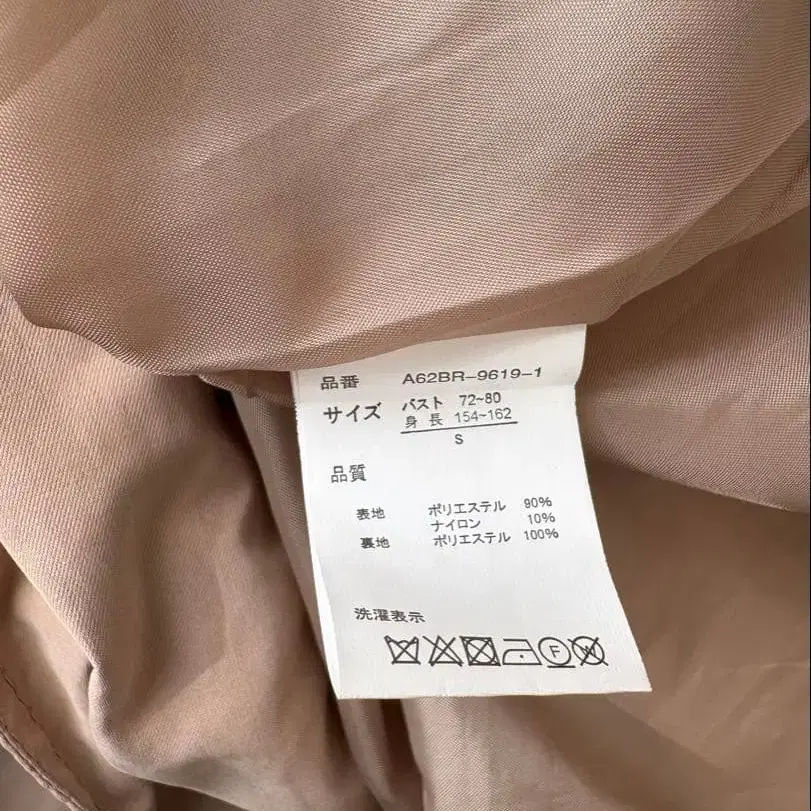 品番 A62BR-9619-1
サイズ バスト 72~80
身長 154~162
S
品質
表地 ポリエステル 90%
ナイロン 10%
裏地 ポリエステル 100%
洗濯表示
F W